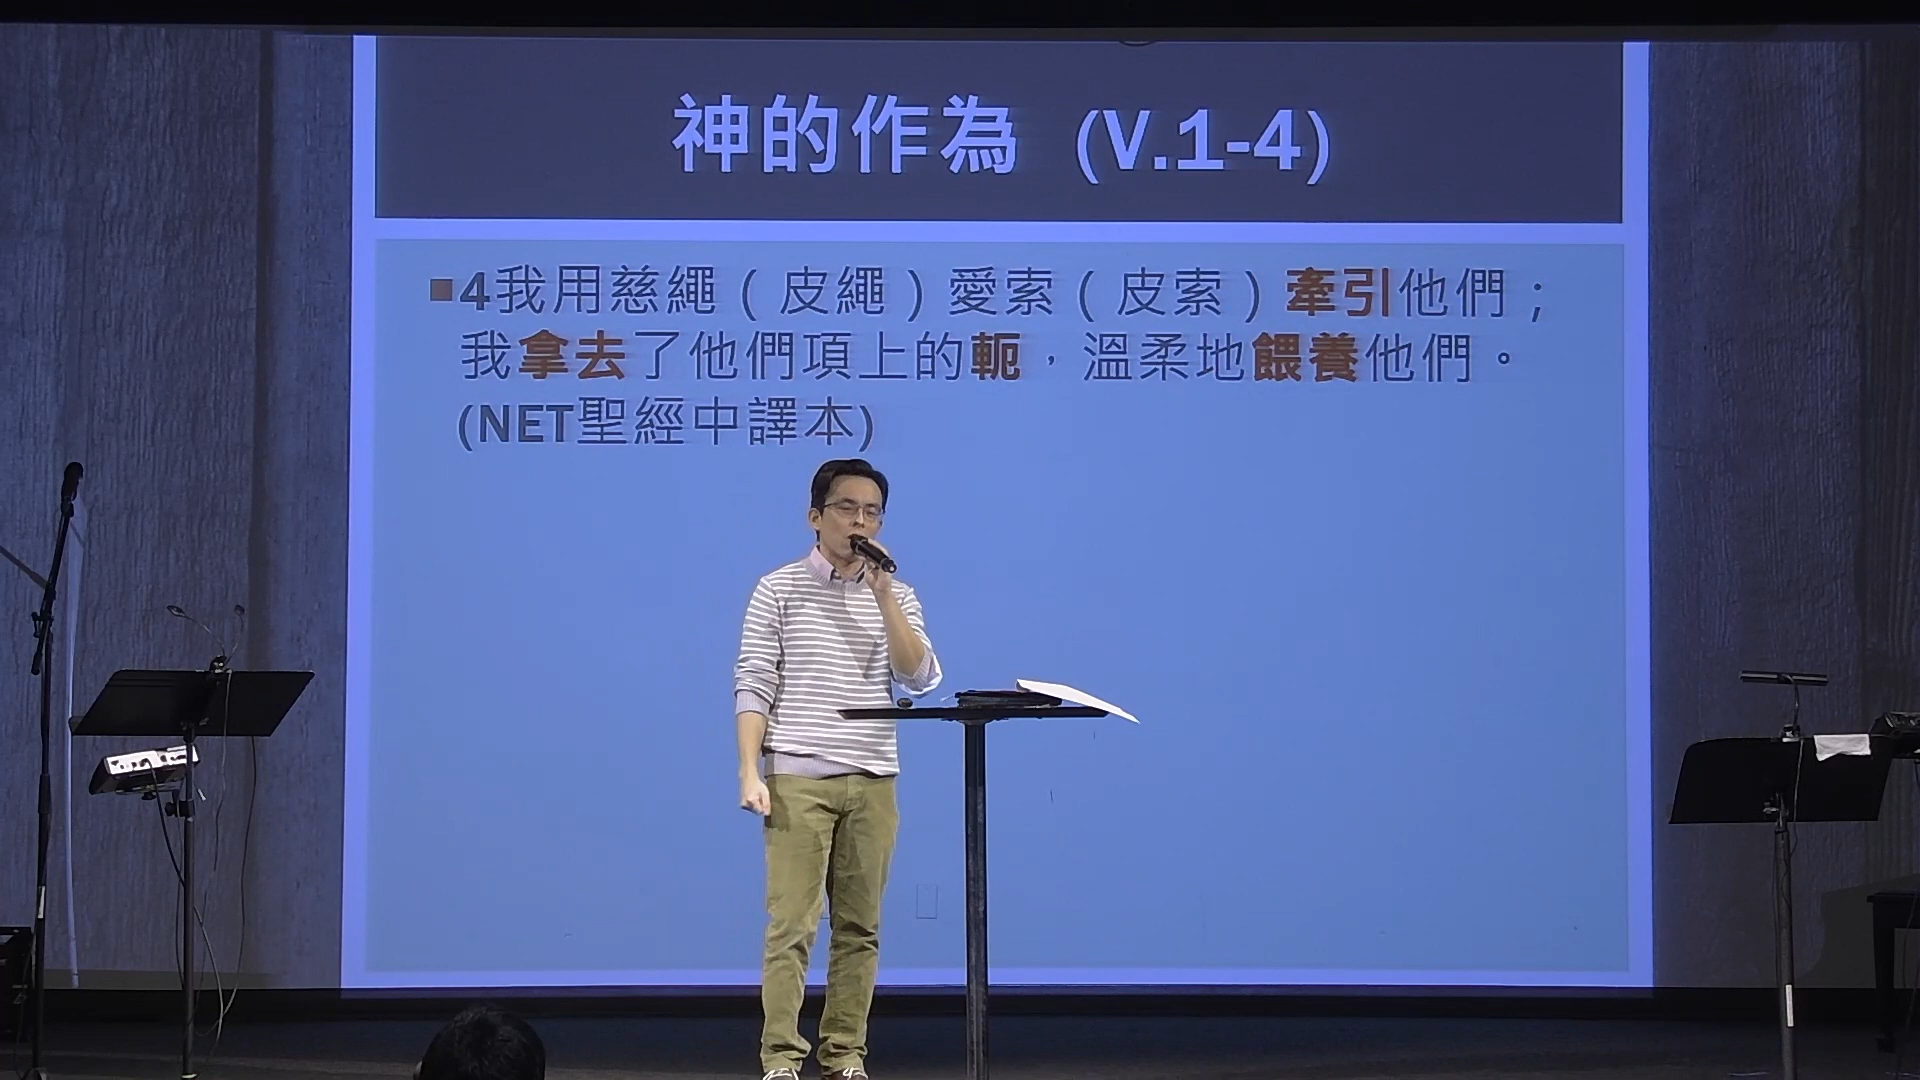 神的作為 (V.1-4)
4我用慈繩（皮繩）愛索（皮索）牽引他們；
我拿去了他們項上的軛，溫柔地餵養他們。
(NET聖經中譯本)